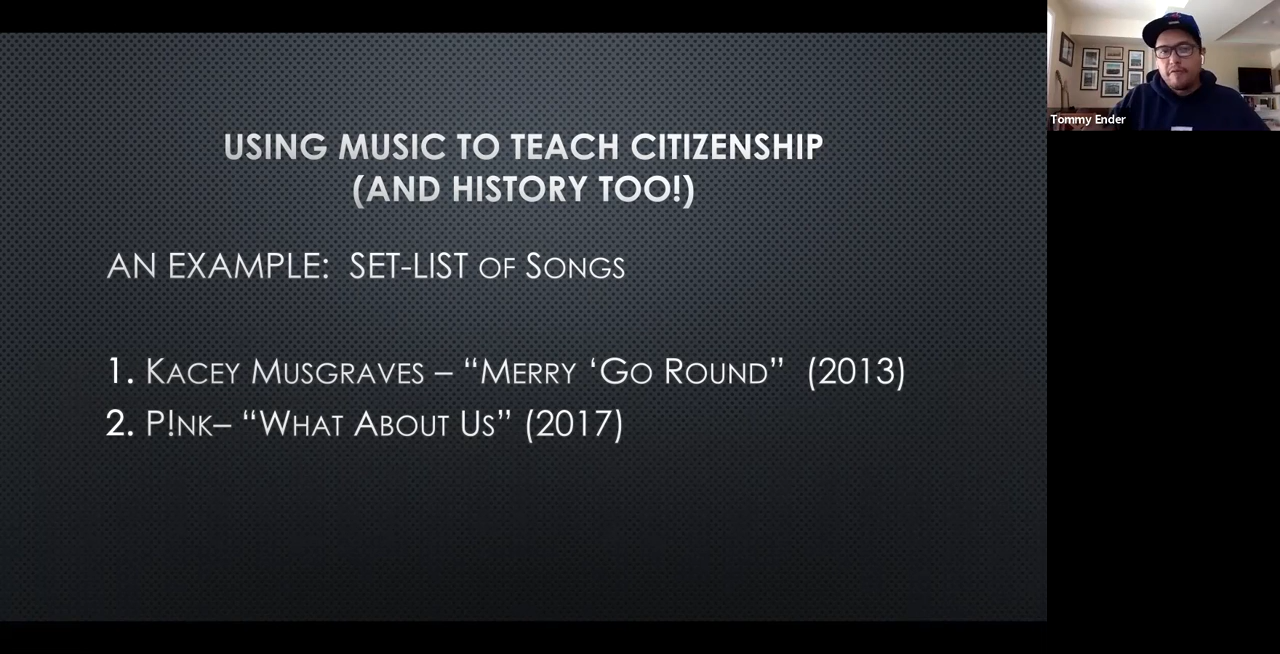 USING MUSIC TO TEACH CITIZENSHIP
(AND HISTORY TOO!)
AN EXAMPLE: SET-LIST OF SONGS
1. KACEY MUSGRAVES – “MERRY ‘GO ROUND” (2013)
2. P!NK– “WHAT ABOUT US” (2017)
Tommy Ender